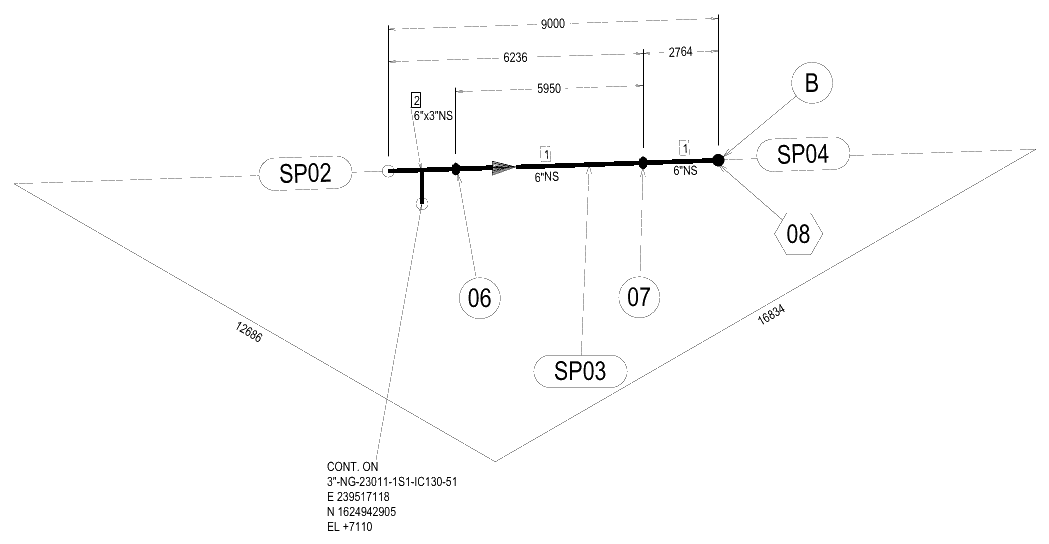 9000
6236
2764
5950
2
6"x3"NS
B
1
1
SP02
SP04
6"NS
6"NS
08
06
07
12686
16834
SP03
CONT. ON
3"-NG-23011-1S1-IC130-51
E 239517118
N 1624942905
EL +7110